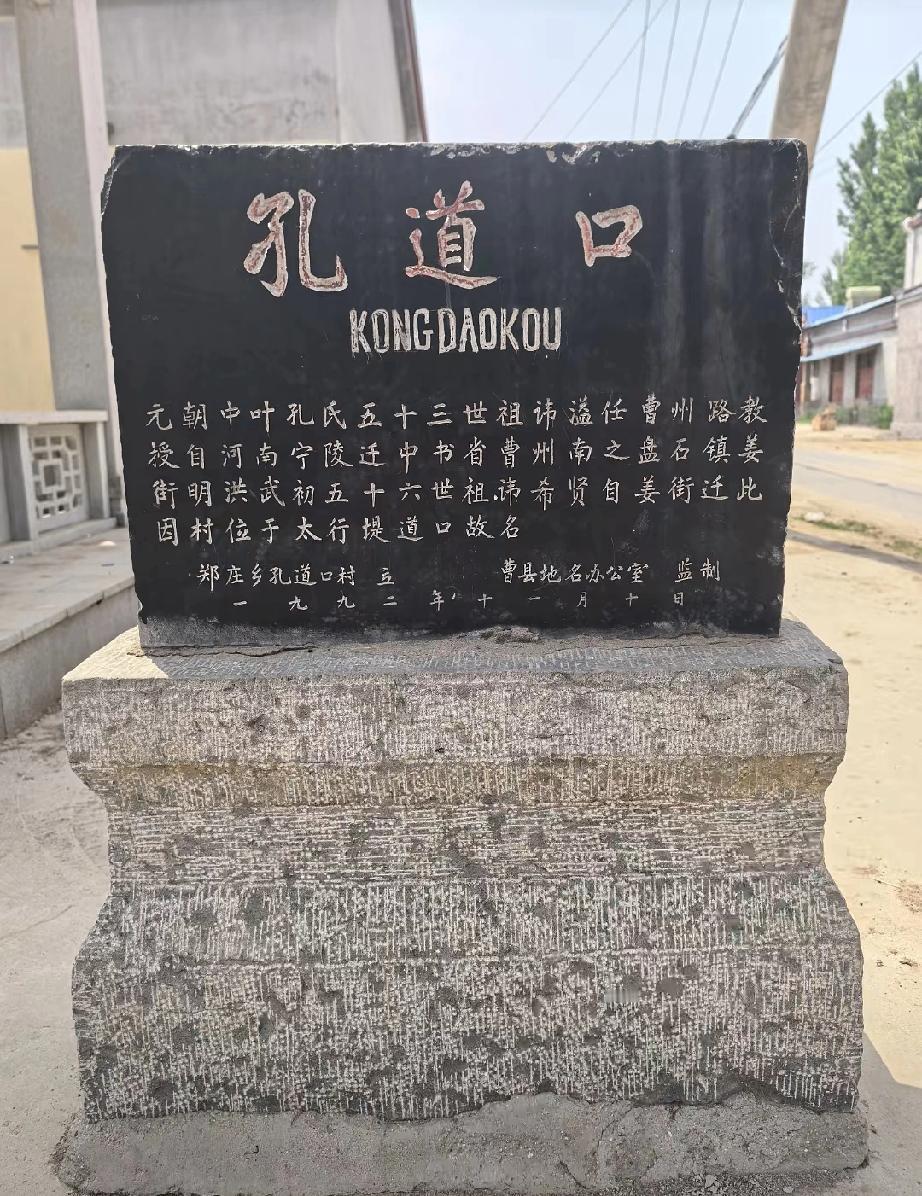 孔道口
KONGDAOKOU
元朝中叶孔氏五十三世祖讳溢任曹州路教
授自河南宁陵迁中书省曹州南之盘石镇姜
街明洪武初五十六世祖讳希贤自姜街迁此
因村位于太行堤道口故名
郑庄乡孔道口村 立 曹县地名办公室 监制
一九九二年十一月十日